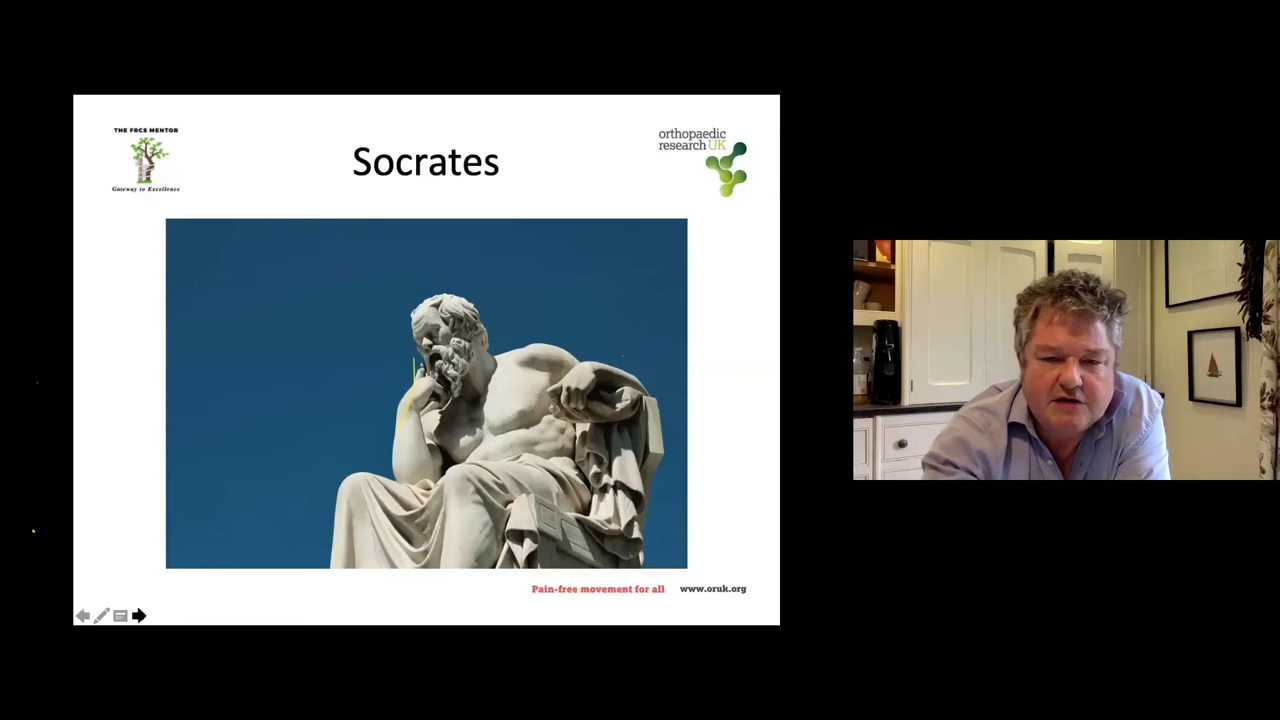 THE FRCS MENTOR
Gateway to Excellence
Socrates
orthopaedic
research UK
Pain-free movement for all www.oruk.org